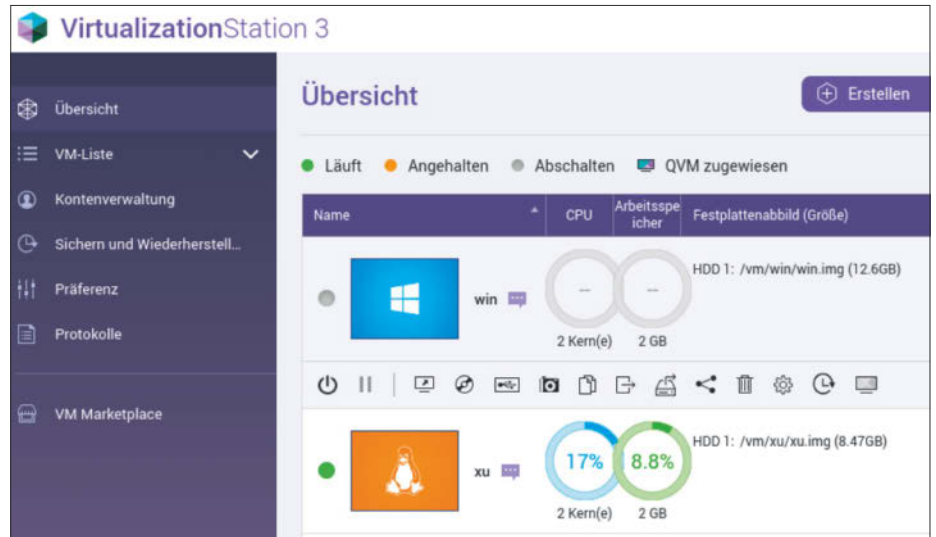 VirtualizationStation 3
Übersicht
VM-Liste
Kontenverwaltung
Sichern und Wiederherstell...
Präferenz
Protokolle
VM Marketplace
Übersicht
Erstellen
Läuft Angehalten Abschalten QVM zugewiesen
Name CPU Arbeitsspe
icher Festplattenabbild (Größe)
win -- -- HDD 1: /vm/win/win.img (12.6GB)
2 Kern(e) 2 GB
xu 17% 8.8% HDD 1: /vm/xu/xu.img (8.47GB)
2 Kern(e) 2 GB